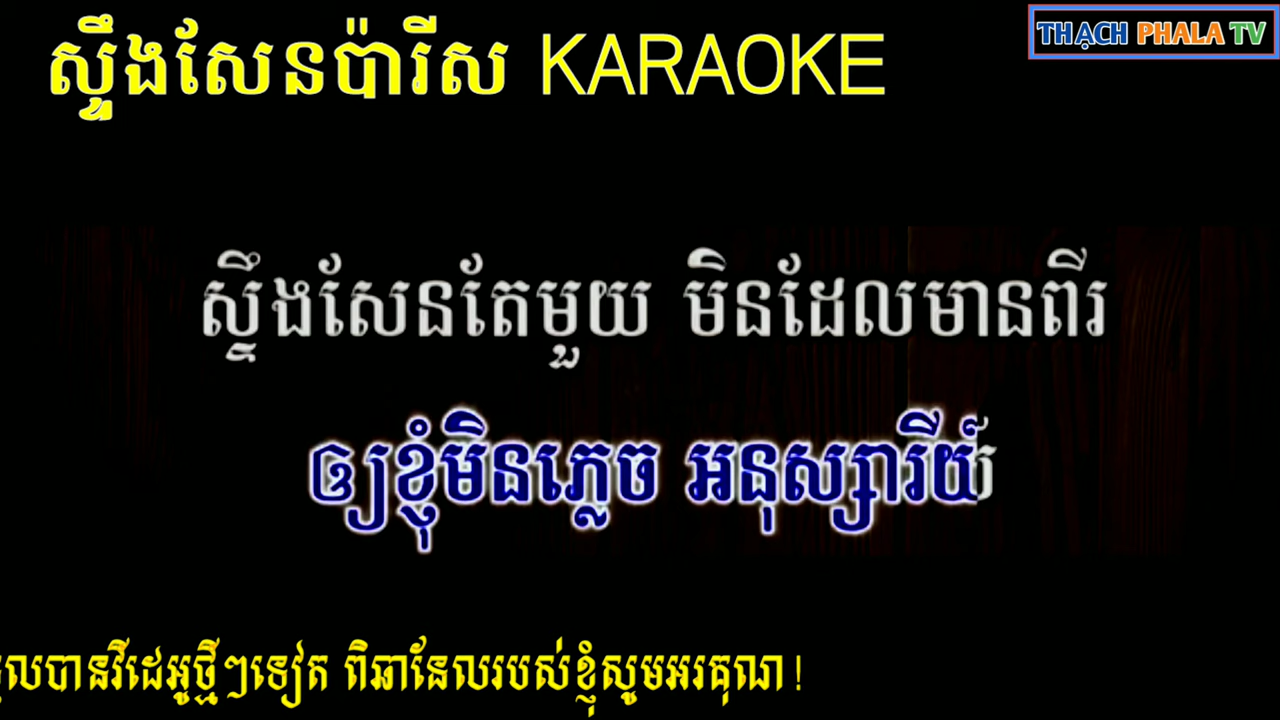 ស្ទឹងសែនប៉ារីស KARAOKE
THẠCH PHALA TV
ស្ទឹងសែនតែមួយ មិនដែលមានពីរ
ឲ្យខ្ញុំមិនភ្លេច អនុស្សារីយ៍
បានវីដេអូថ្មីៗទៀត ពិឆានែលរបស់ខ្ញុំសូមអរគុណ!